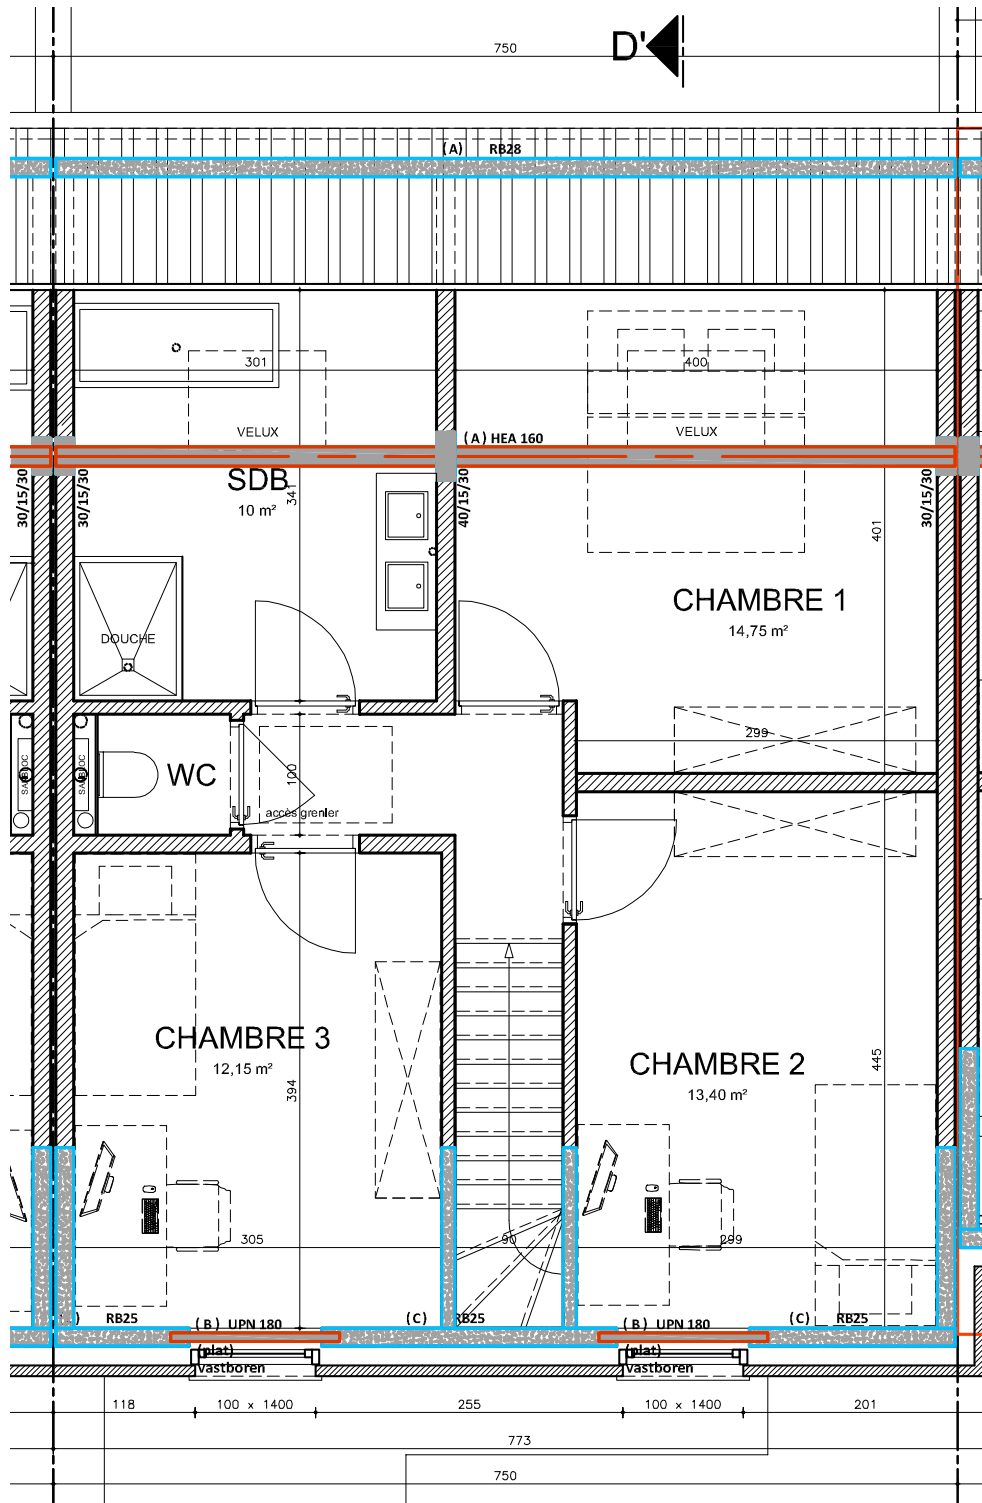 750
D'
(A) RB28
301
400
VELUX
VELUX
(A) HEA 160
SDB
10 m²
341
30/15/30
30/15/30
40/15/30
30/15/30
401
CHAMBRE 1
14,75 m²
DOUCHE
299
WC
100
accès grenier
SANIBLOC
SANIBLOC
CHAMBRE 3
12,15 m²
394
CHAMBRE 2
13,40 m²
445
305
90
299
) RB25
(B) UPN 180
(plat)
vastboren
(C) RB25
(B) UPN 180
(plat)
Vastboren
(C) RB25
118
100 x 1400
255
100 x 1400
201
773
750